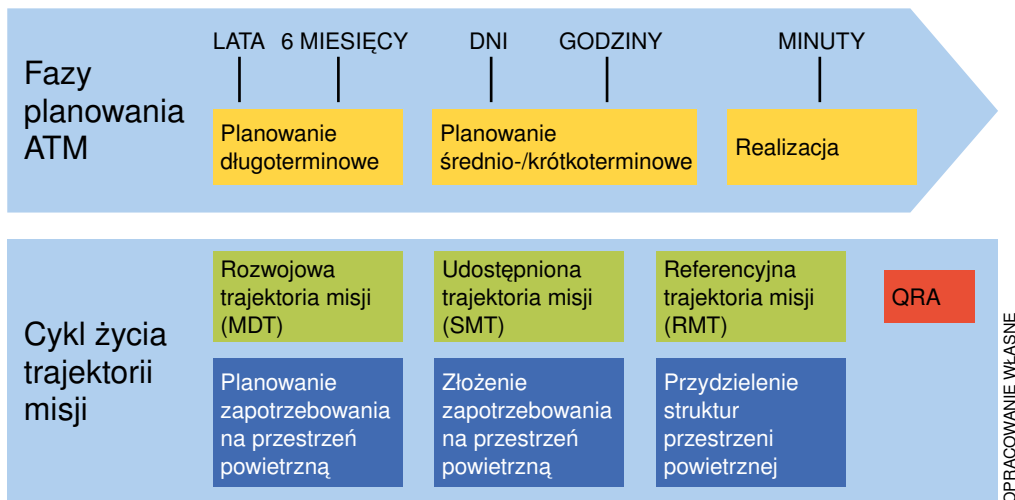 LATA 6 MIESIĘCY DNI GODZINY MINUTY
Fazy
planowania
ATM
Planowanie
długoterminowe
Planowanie
średnio-/krótkoterminowe
Realizacja
Cykl życia
trajektorii
misji
Rozwojowa
trajektoria misji
(MDT)
Udostępniona
trajektoria misji
(SMT)
Referencyjna
trajektoria misji
(RMT)
QRA
Planowanie
zapotrzebowania
na przestrzeń
powietrzną
Złożenie
zapotrzebowania
na przestrzeń
powietrzną
Przydzielenie
struktur
przestrzeni
powietrznej
OPRACOWANIE WŁASNE